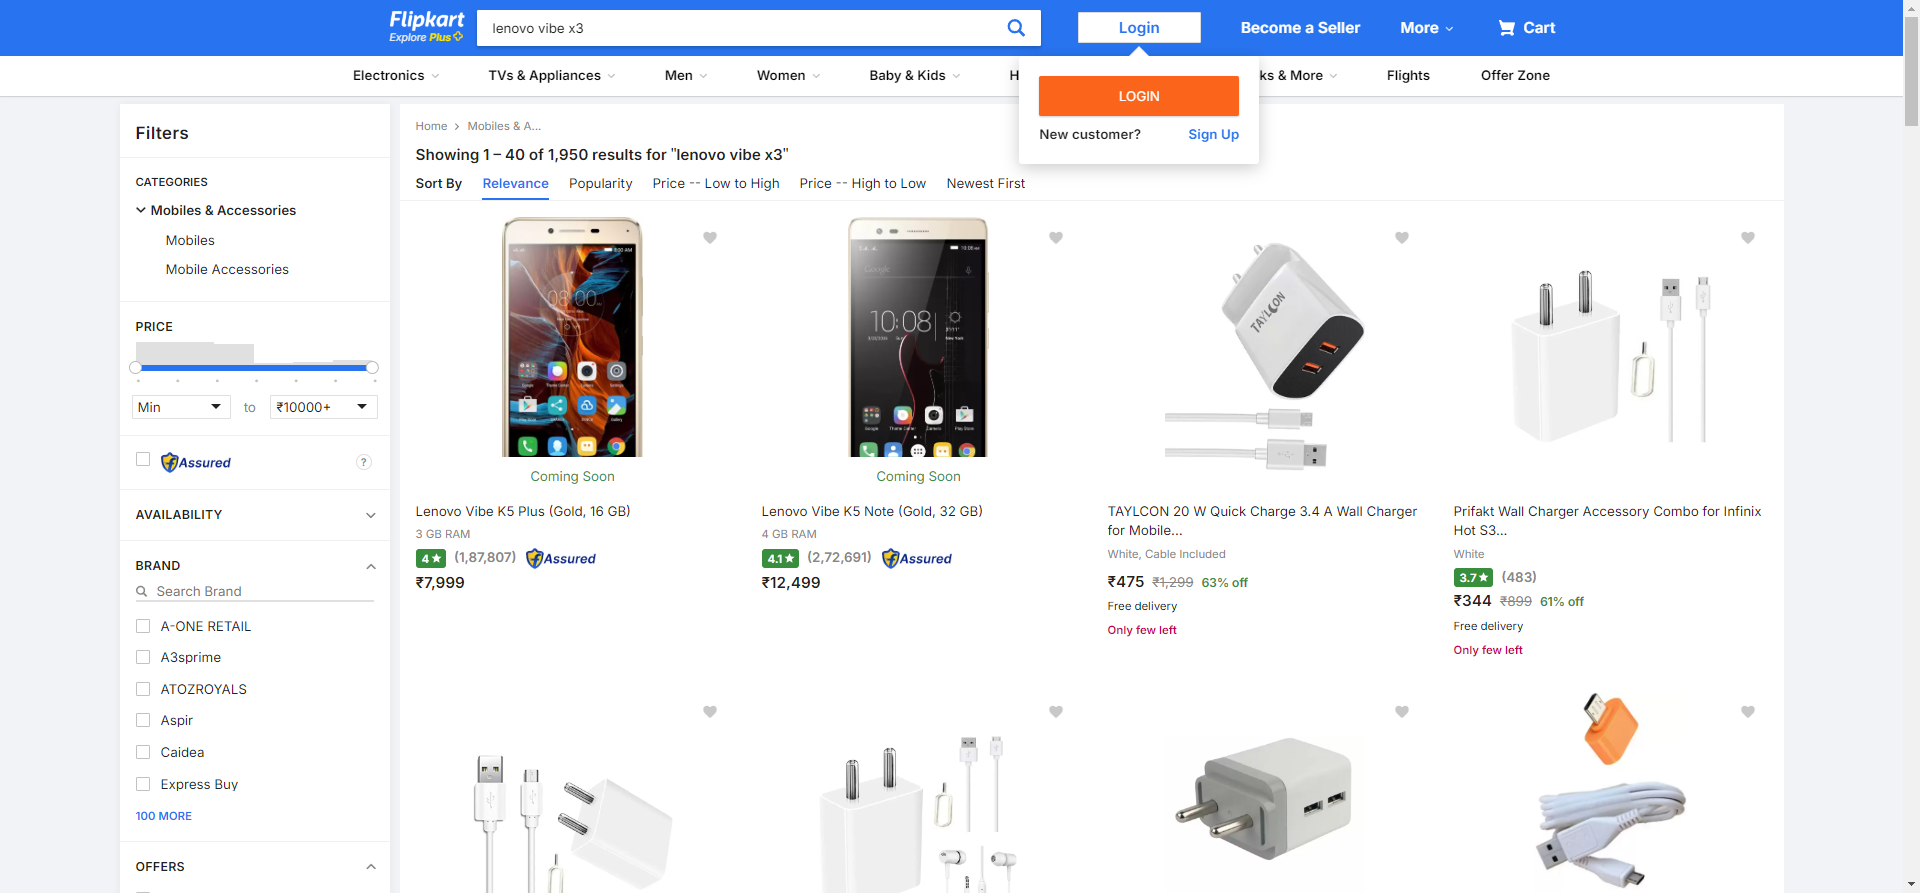 Flipkart
Explore Plus
lenovo vibe x3
Login
Become a Seller
More
Cart
Electronics
TVs & Appliances
Men
Women
Baby & Kids
H
ks & More
Flights
Offer Zone
LOGIN
New customer?
Sign Up
Filters
CATEGORIES
Mobiles & Accessories
Mobiles
Mobile Accessories
PRICE
Min
to
₹10000+
Assured
?
AVAILABILITY
BRAND
Search Brand
A-ONE RETAIL
A3sprime
ATOZROYALS
Aspir
Caidea
Express Buy
100 MORE
OFFERS
Home
Mobiles & A...
Showing 1 – 40 of 1,950 results for "lenovo vibe x3"
Sort By
Relevance
Popularity
Price -- Low to High
Price -- High to Low
Newest First
Coming Soon
Lenovo Vibe K5 Plus (Gold, 16 GB)
3 GB RAM
4★
(1,87,807)
Assured
₹7,999
10:08
Coming Soon
Lenovo Vibe K5 Note (Gold, 32 GB)
4 GB RAM
4.1★
(2,72,691)
Assured
₹12,499
TAYLCON
TAYLCON 20 W Quick Charge 3.4 A Wall Charger
for Mobile...
White, Cable Included
₹475 ₹1,299 63% off
Free delivery
Only few left
Prifakt Wall Charger Accessory Combo for Infinix
Hot S3...
White
3.7★
(483)
₹344 ₹899 61% off
Free delivery
Only few left